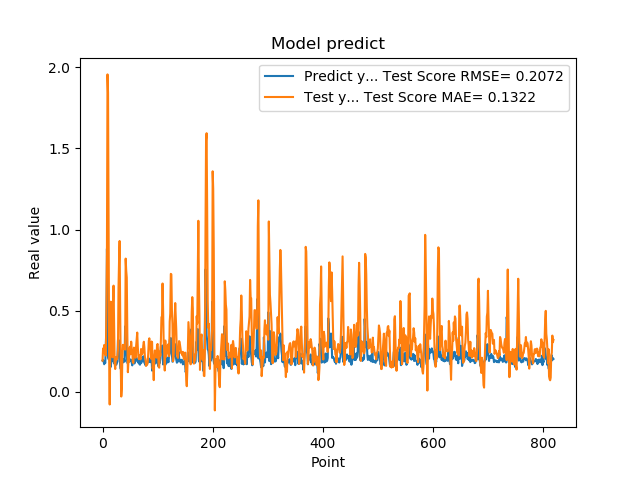 Model predict
Predict y... Test Score RMSE= 0.2072
Test y... Test Score MAE= 0.1322
2.0
1.5
1.0
0.5
0.0
Real value
0 200 400 600 800
Point